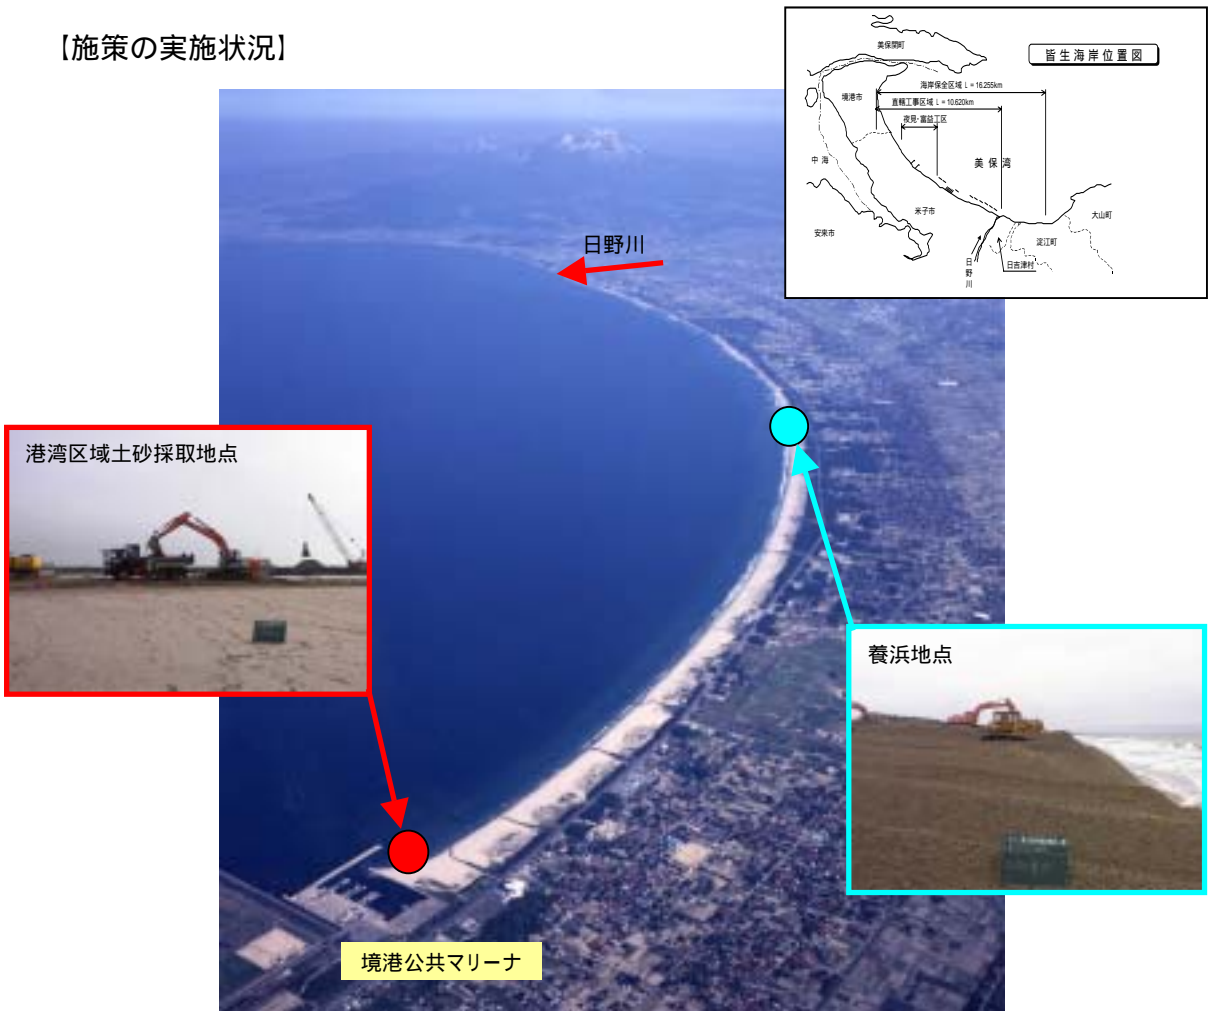 【施策の実施状況】
皆生海岸位置図
美保関町
海岸保全区域 L = 16.255km
境港市
直轄工事区域 L = 10.620km
夜見・富益工区
中海
美保湾
米子市
大山町
安来市
淀江町
日野川
日吉津村
日野川
港湾区域土砂採取地点
養浜地点
境港公共マリーナ